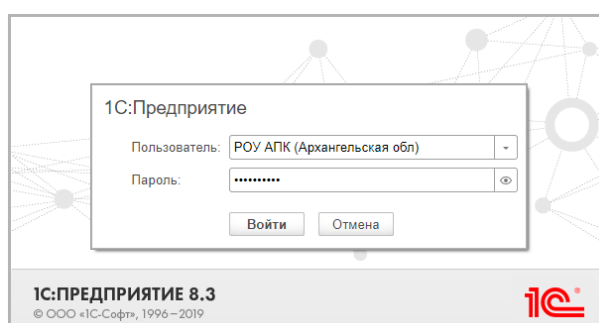 1С:Предприятие
Пользователь: РОУ АПК (Архангельская обл)
Пароль: ••••••••••
Войти Отмена
1С:ПРЕДПРИЯТИЕ 8.3
© ООО «1С-Софт», 1996–2019
1С®